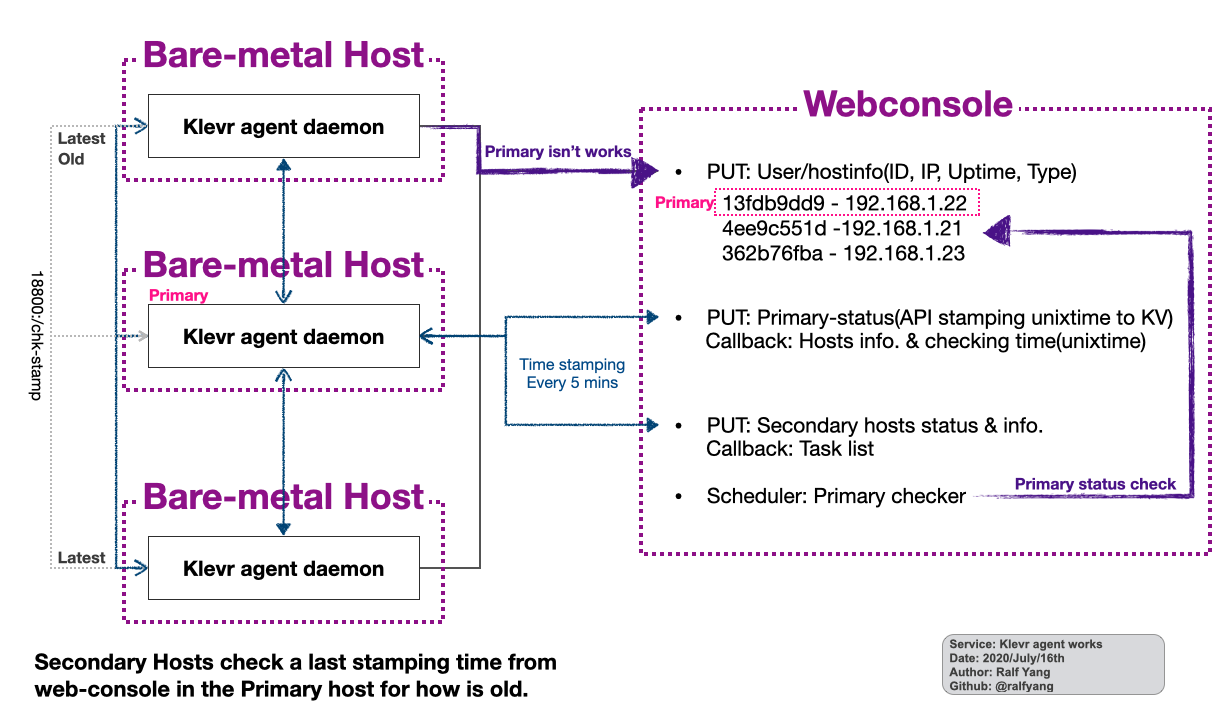 Bare-metal Host
Klevr agent daemon
Latest
Old
Primary isn't works
Bare-metal Host
Primary
Klevr agent daemon
18800:/chk-stamp
Time stamping
Every 5 mins
Bare-metal Host
Latest
Klevr agent daemon
Webconsole
• PUT: User/hostinfo(ID, IP, Uptime, Type)
Primary 13fdb9dd9 - 192.168.1.22
4ee9c551d -192.168.1.21
362b76fba - 192.168.1.23
• PUT: Primary-status(API stamping unixtime to KV)
Callback: Hosts info. & checking time(unixtime)
• PUT: Secondary hosts status & info.
Callback: Task list
• Scheduler: Primary checker
Primary status check
Secondary Hosts check a last stamping time from
web-console in the Primary host for how is old.
Service: Klevr agent works
Date: 2020/July/16th
Author: Ralf Yang
Github: @ralfyang